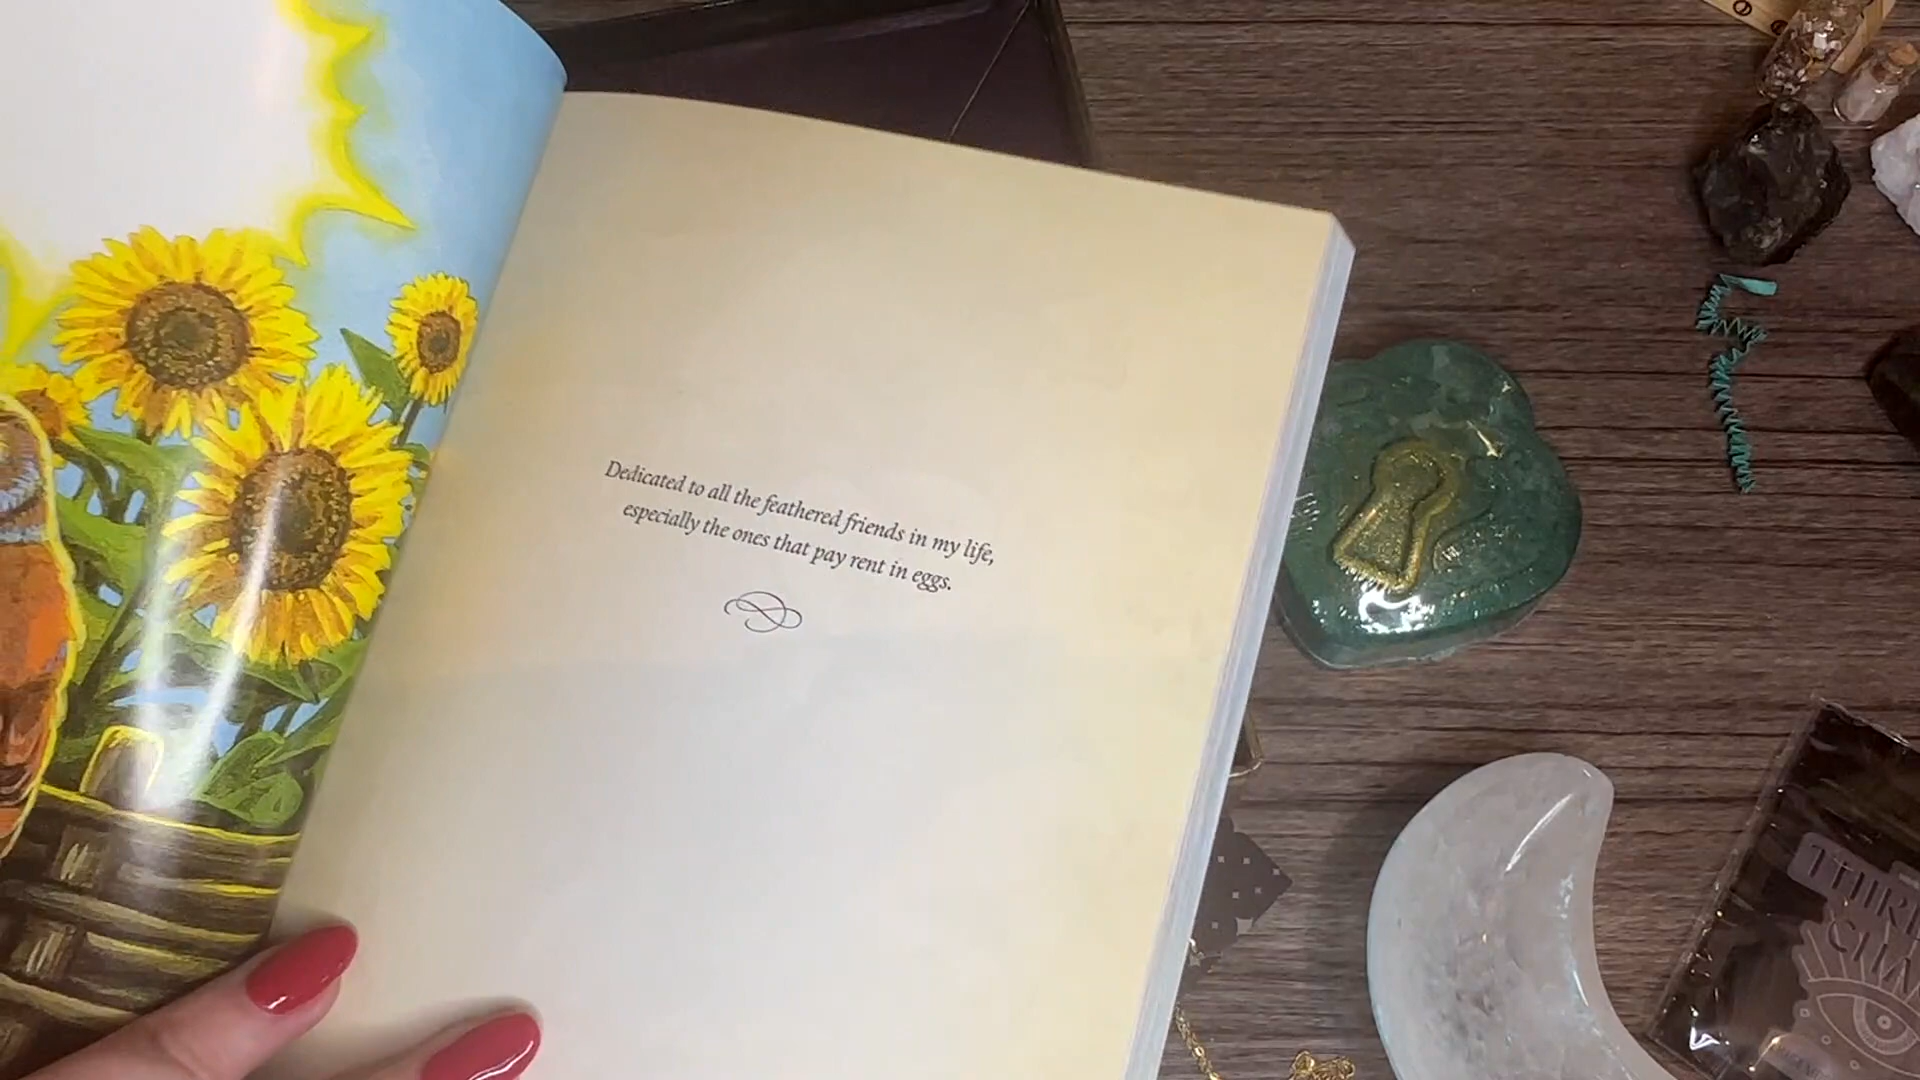 Dedicated to all the feathered friends in my life,
especially the ones that pay rent in eggs.